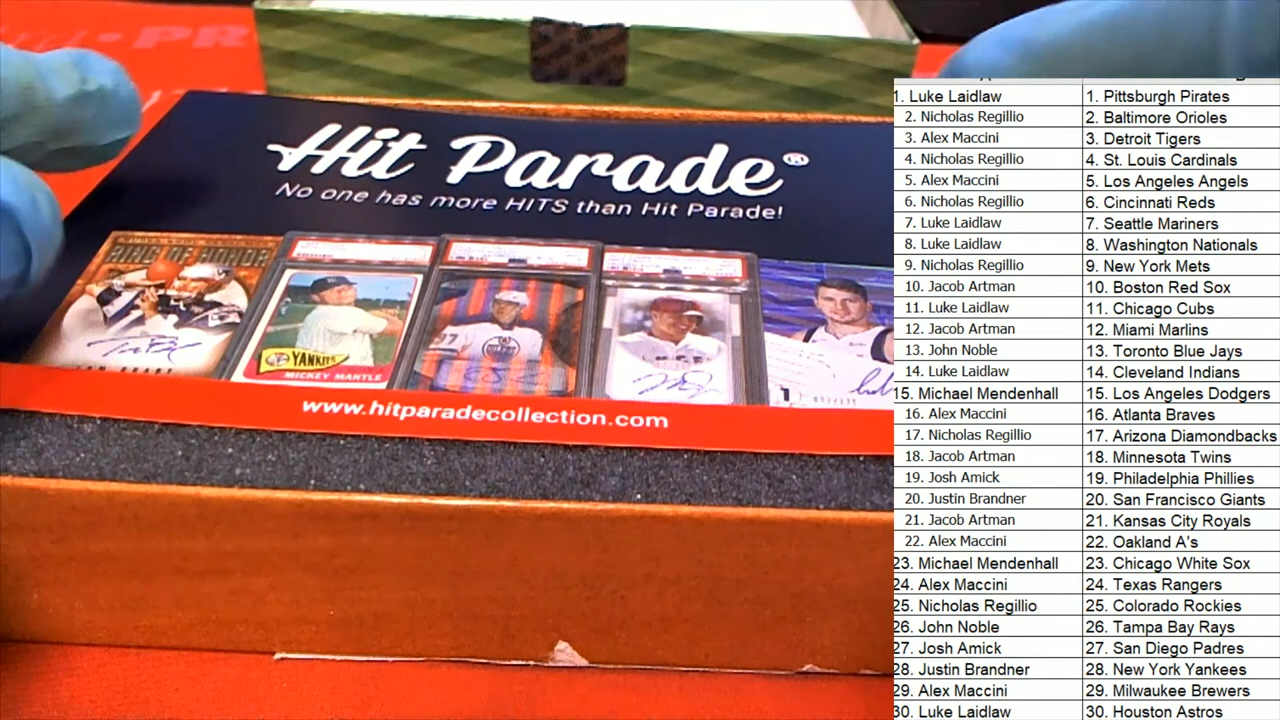 Hit Parade®
No one has more HITS than Hit Parade!
RING OF HONOR
YANKEES
MICKEY MANTLE
www.hitparadecollection.com
1. Luke Laidlaw 1. Pittsburgh Pirates
2. Nicholas Regillio 2. Baltimore Orioles
3. Alex Maccini 3. Detroit Tigers
4. Nicholas Regillio 4. St. Louis Cardinals
5. Alex Maccini 5. Los Angeles Angels
6. Nicholas Regillio 6. Cincinnati Reds
7. Luke Laidlaw 7. Seattle Mariners
8. Luke Laidlaw 8. Washington Nationals
9. Nicholas Regillio 9. New York Mets
10. Jacob Artman 10. Boston Red Sox
11. Luke Laidlaw 11. Chicago Cubs
12. Jacob Artman 12. Miami Marlins
13. John Noble 13. Toronto Blue Jays
14. Luke Laidlaw 14. Cleveland Indians
15. Michael Mendenhall 15. Los Angeles Dodgers
16. Alex Maccini 16. Atlanta Braves
17. Nicholas Regillio 17. Arizona Diamondbacks
18. Jacob Artman 18. Minnesota Twins
19. Josh Amick 19. Philadelphia Phillies
20. Justin Brandner 20. San Francisco Giants
21. Jacob Artman 21. Kansas City Royals
22. Alex Maccini 22. Oakland A's
23. Michael Mendenhall 23. Chicago White Sox
24. Alex Maccini 24. Texas Rangers
25. Nicholas Regillio 25. Colorado Rockies
26. John Noble 26. Tampa Bay Rays
27. Josh Amick 27. San Diego Padres
28. Justin Brandner 28. New York Yankees
29. Alex Maccini 29. Milwaukee Brewers
30. Luke Laidlaw 30. Houston Astros